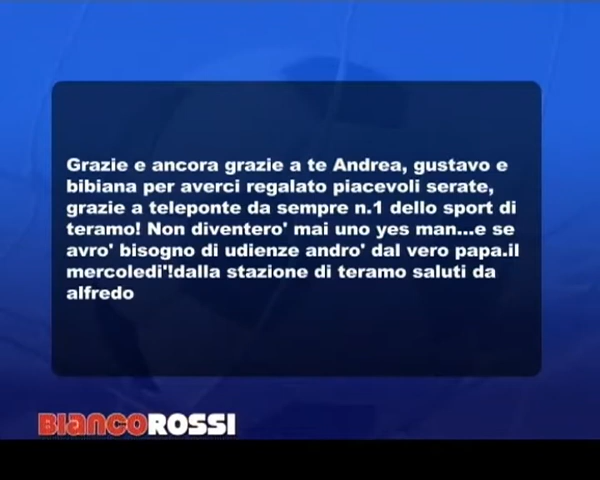 Grazie e ancora grazie a te Andrea, gustavo e
bibiana per averci regalato piacevoli serate,
grazie a teleponte da sempre n.1 dello sport di
teramo! Non diventero' mai uno yes man...e se
avro' bisogno di udienze andro' dal vero papa.il
mercoledi'!dalla stazione di teramo saluti da
alfredo
BIANCOROSSI